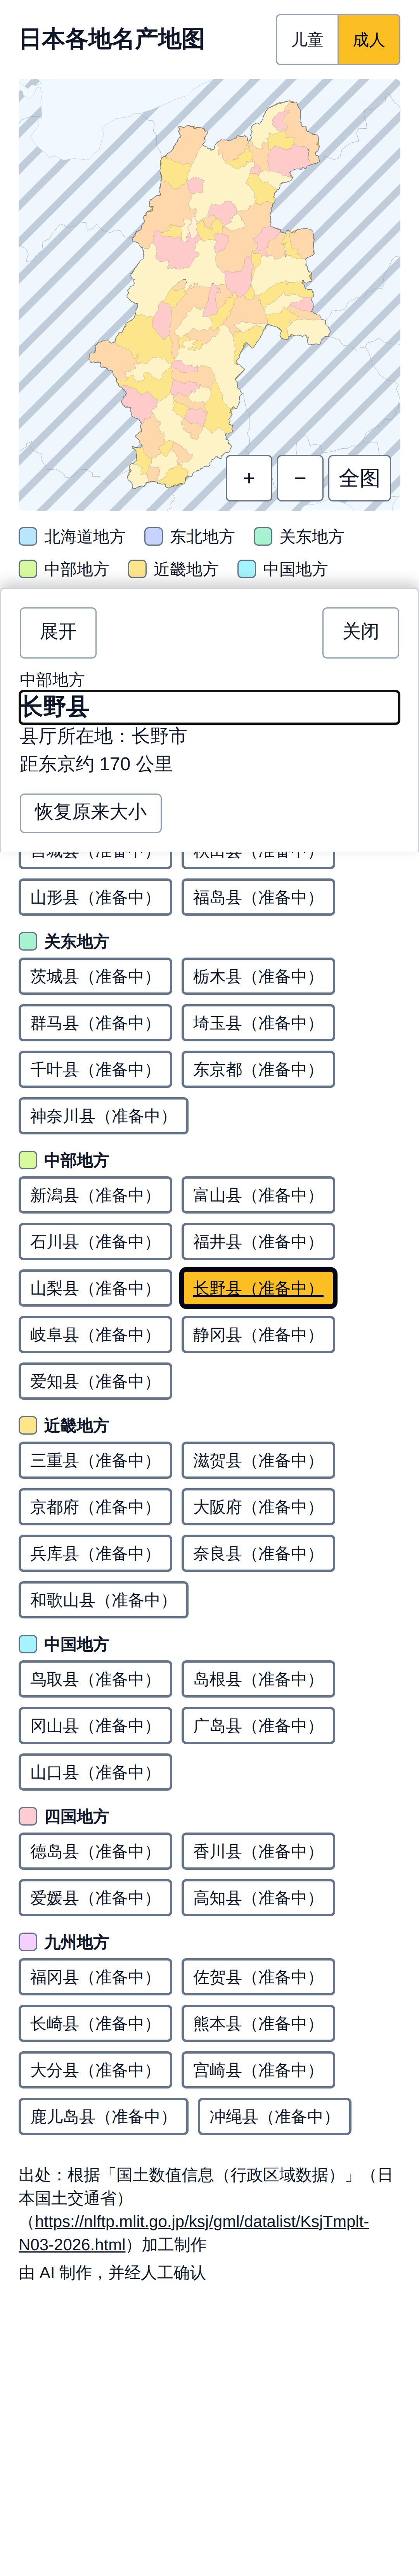 日本各地名产地图
儿童
成人
+
−
全图
北海道地方
东北地方
关东地方
中部地方
近畿地方
中国地方
展开
关闭
中部地方
长野县
县厅所在地：长野市
距东京约 170 公里
恢复原来大小
山形县（准备中）
福岛县（准备中）
关东地方
茨城县（准备中）
栃木县（准备中）
群马县（准备中）
埼玉县（准备中）
千叶县（准备中）
东京都（准备中）
神奈川县（准备中）
中部地方
新潟县（准备中）
富山县（准备中）
石川县（准备中）
福井县（准备中）
山梨县（准备中）
长野县（准备中）
岐阜县（准备中）
静冈县（准备中）
爱知县（准备中）
近畿地方
三重县（准备中）
滋贺县（准备中）
京都府（准备中）
大阪府（准备中）
兵库县（准备中）
奈良县（准备中）
和歌山县（准备中）
中国地方
鸟取县（准备中）
岛根县（准备中）
冈山县（准备中）
广岛县（准备中）
山口县（准备中）
四国地方
德岛县（准备中）
香川县（准备中）
爱媛县（准备中）
高知县（准备中）
九州地方
福冈县（准备中）
佐贺县（准备中）
长崎县（准备中）
熊本县（准备中）
大分县（准备中）
宫崎县（准备中）
鹿儿岛县（准备中）
冲绳县（准备中）
出处：根据「国土数值信息（行政区域数据）」（日
本国土交通省）
（https://nlftp.mlit.go.jp/ksj/gml/datalist/KsjTmplt-
N03-2026.html）加工制作
由 AI 制作，并经人工确认